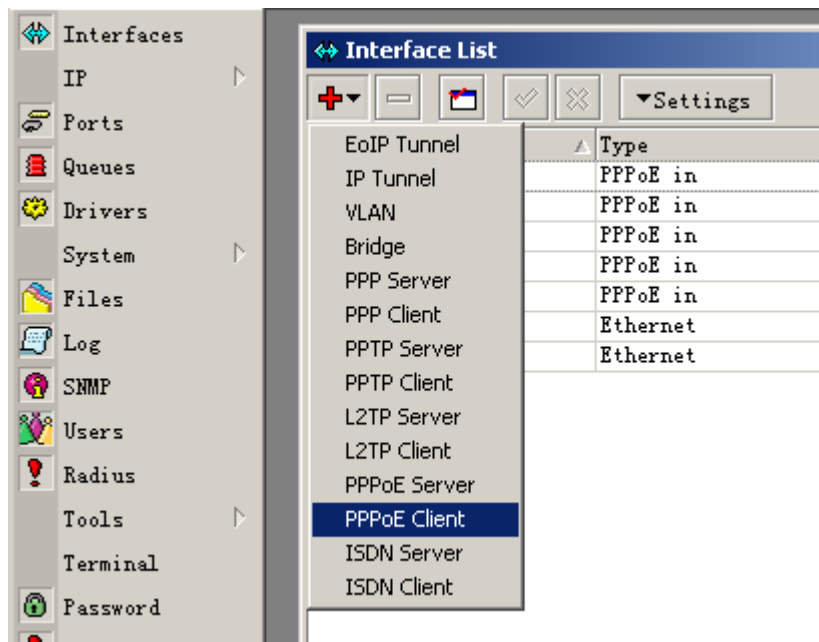 Interfaces
IP
Ports
Queues
Drivers
System
Files
Log
SNMP
Users
Radius
Tools
Terminal
Password
Interface List
Settings
EoIP Tunnel
IP Tunnel
VLAN
Bridge
PPP Server
PPP Client
PPTP Server
PPTP Client
L2TP Server
L2TP Client
PPPoE Server
PPPoE Client
ISDN Server
ISDN Client
Type
PPPoE in
PPPoE in
PPPoE in
PPPoE in
PPPoE in
Ethernet
Ethernet